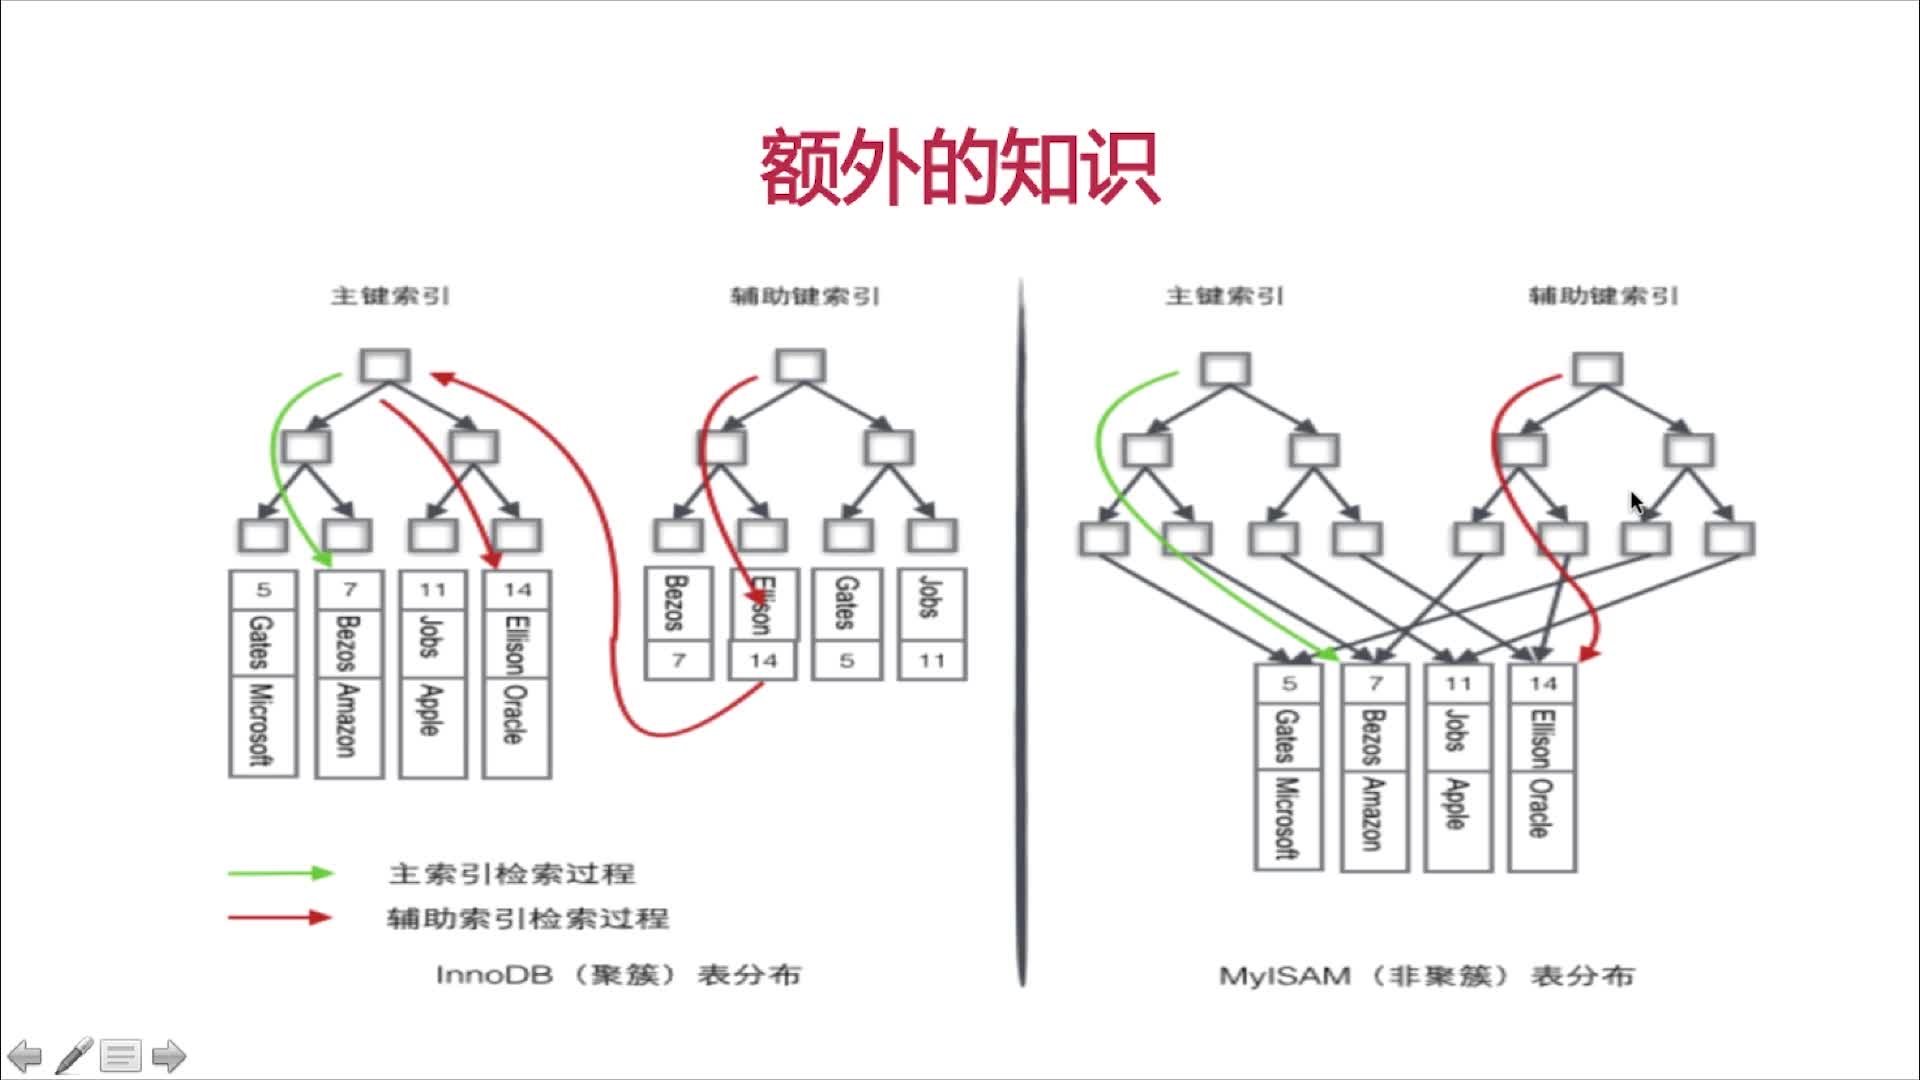 额外的知识
主键索引
辅助键索引
5
Gates
Microsoft
7
Bezos
Amazon
11
Jobs
Apple
14
Ellison
Oracle
Bezos
7
Ellison
14
Gates
5
Jobs
11
主索引检索过程
辅助索引检索过程
InnoDB（聚簇）表分布
主键索引
辅助键索引
5
Gates
Microsoft
7
Bezos
Amazon
11
Jobs
Apple
14
Ellison
Oracle
MyISAM（非聚簇）表分布